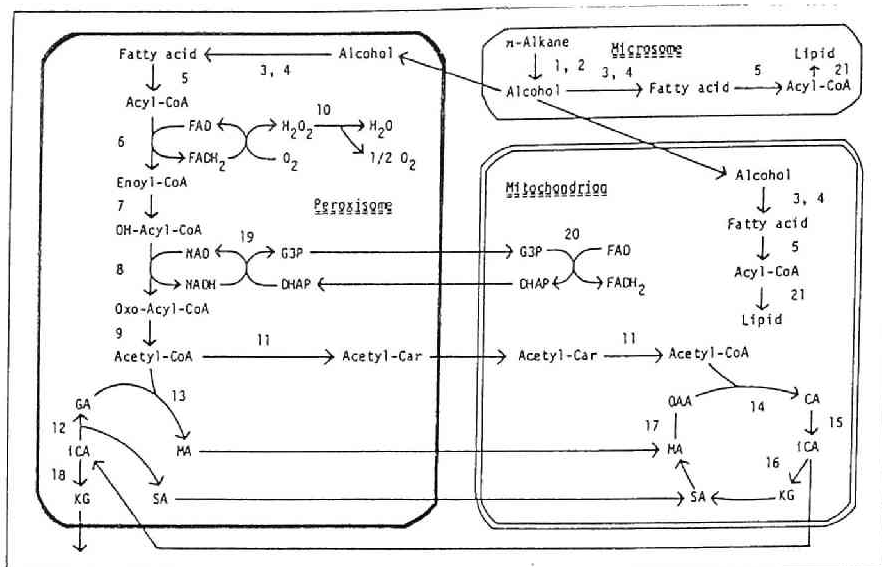 n-Alkane
Microsome
Lipid
1, 2
3, 4
5
21
Alcohol
Fatty acid
Acyl-CoA
Fatty acid
Alcohol
3, 4
5
Acyl-CoA
10
FAD
H2O2
H2O
6
FADH2
O2
1/2 O2
Enoyl-CoA
7
Peroxisome
OH-Acyl-CoA
19
NAD
G3P
8
NADH
DHAP
Oxo-Acyl-CoA
9
Acetyl-CoA
11
Acetyl-Car
GA
13
12
ICA
MA
18
KG
SA
Mitochondrion
Alcohol
3, 4
Fatty acid
5
Acyl-CoA
21
Lipid
20
G3P
FAD
DHAP
FADH2
Acetyl-Car
11
Acetyl-CoA
OAA
14
CA
17
15
MA
ICA
16
SA
KG